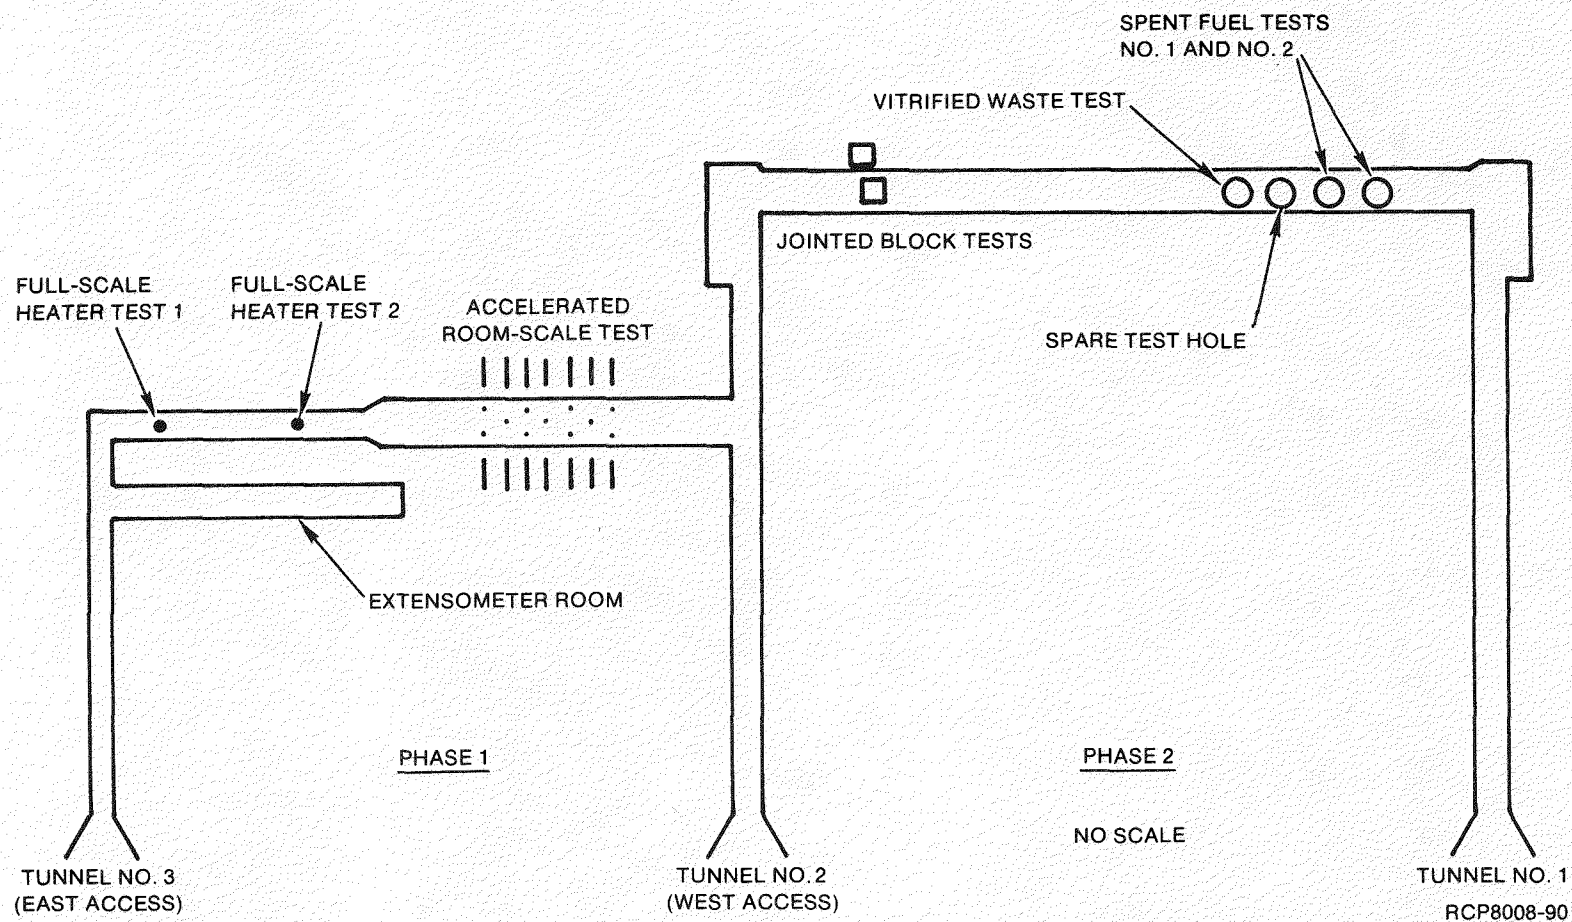 SPENT FUEL TESTS
NO. 1 AND NO. 2
VITRIFIED WASTE TEST
JOINTED BLOCK TESTS
FULL-SCALE
HEATER TEST 1
FULL-SCALE
HEATER TEST 2
ACCELERATED
ROOM-SCALE TEST
SPARE TEST HOLE
EXTENSOMETER ROOM
PHASE 1
PHASE 2
NO SCALE
TUNNEL NO. 3
(EAST ACCESS)
TUNNEL NO. 2
(WEST ACCESS)
TUNNEL NO. 1
RCP8008-90